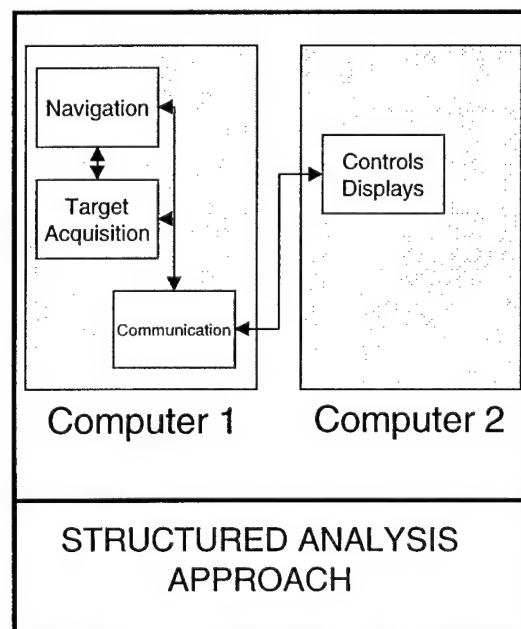 Navigation
Target
Acquisition
Communication
Controls
Displays
Computer 1
Computer 2
STRUCTURED ANALYSIS
APPROACH